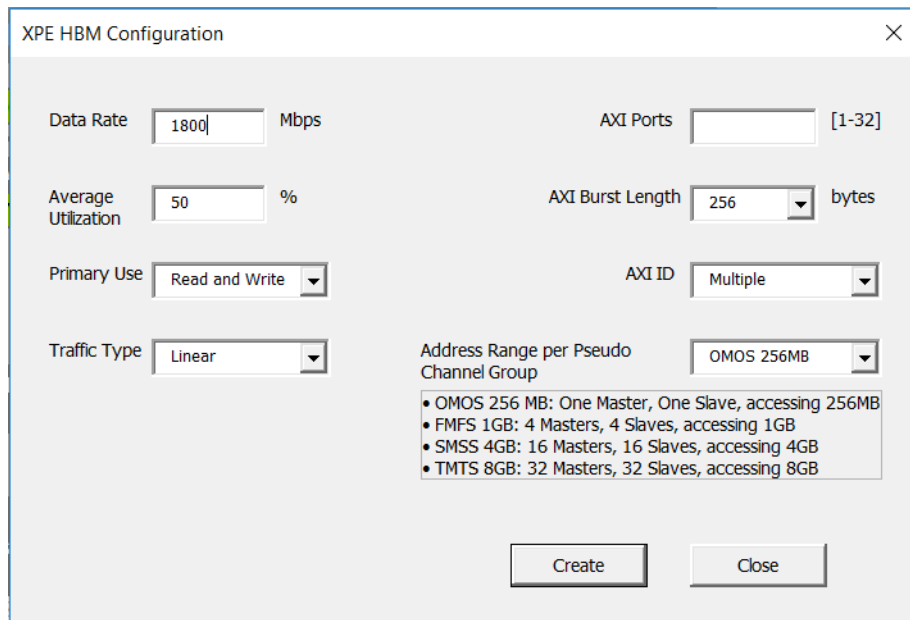 XPE HBM Configuration
Data Rate 1800 Mbps AXI Ports [1-32]
Average
Utilization 50 % AXI Burst Length 256 bytes
Primary Use Read and Write AXI ID Multiple
Traffic Type Linear Address Range per Pseudo
Channel Group OMOS 256MB
• OMOS 256 MB: One Master, One Slave, accessing 256MB
• FMFS 1GB: 4 Masters, 4 Slaves, accessing 1GB
• SMSS 4GB: 16 Masters, 16 Slaves, accessing 4GB
• TMTS 8GB: 32 Masters, 32 Slaves, accessing 8GB
Create Close